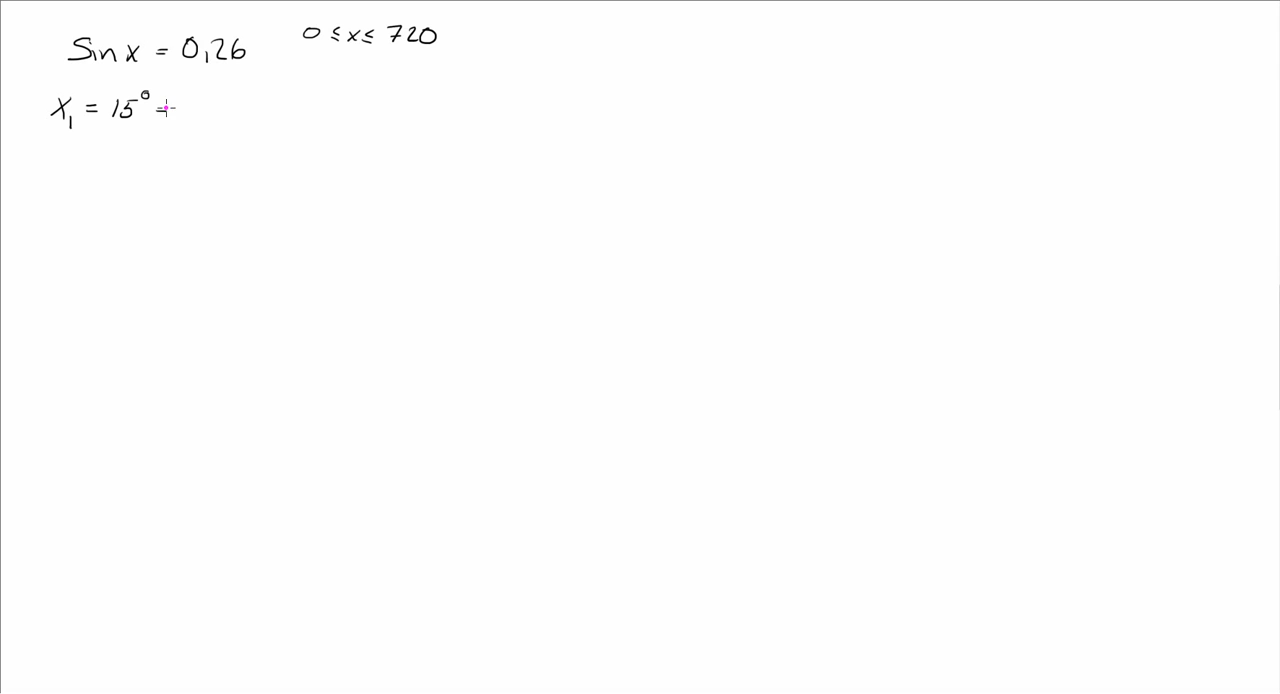 Sin x = 0,26 0 ≤ x ≤ 720
x₁ = 15° +